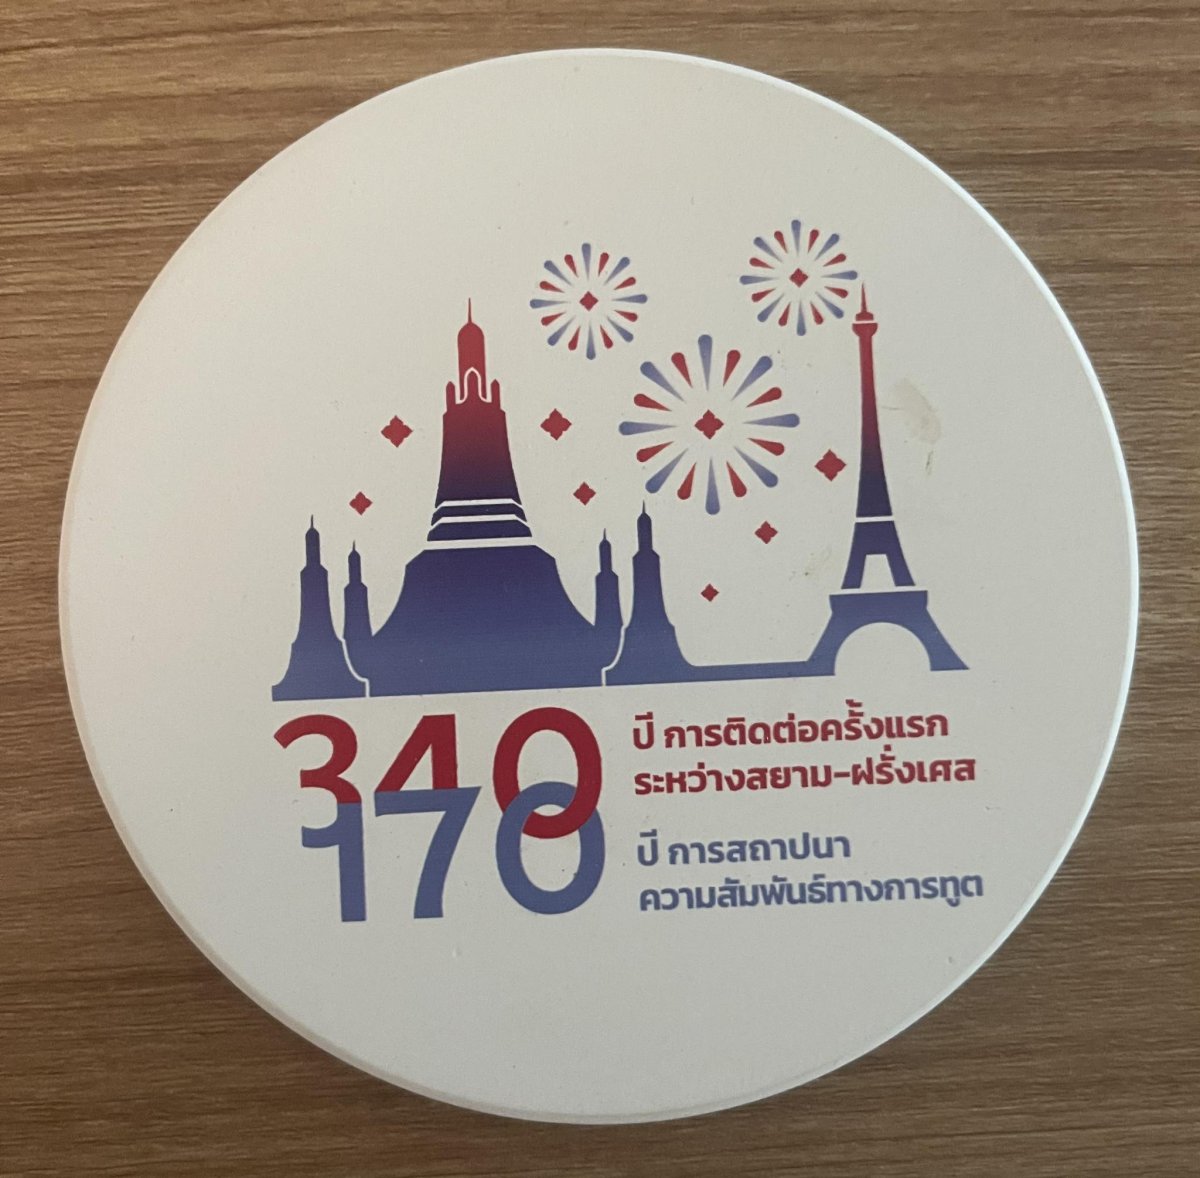 340
ปี การติดต่อครั้งแรก
ระหว่างสยาม-ฝรั่งเศส
170
ปี การสถาปนา
ความสัมพันธ์ทางการทูต